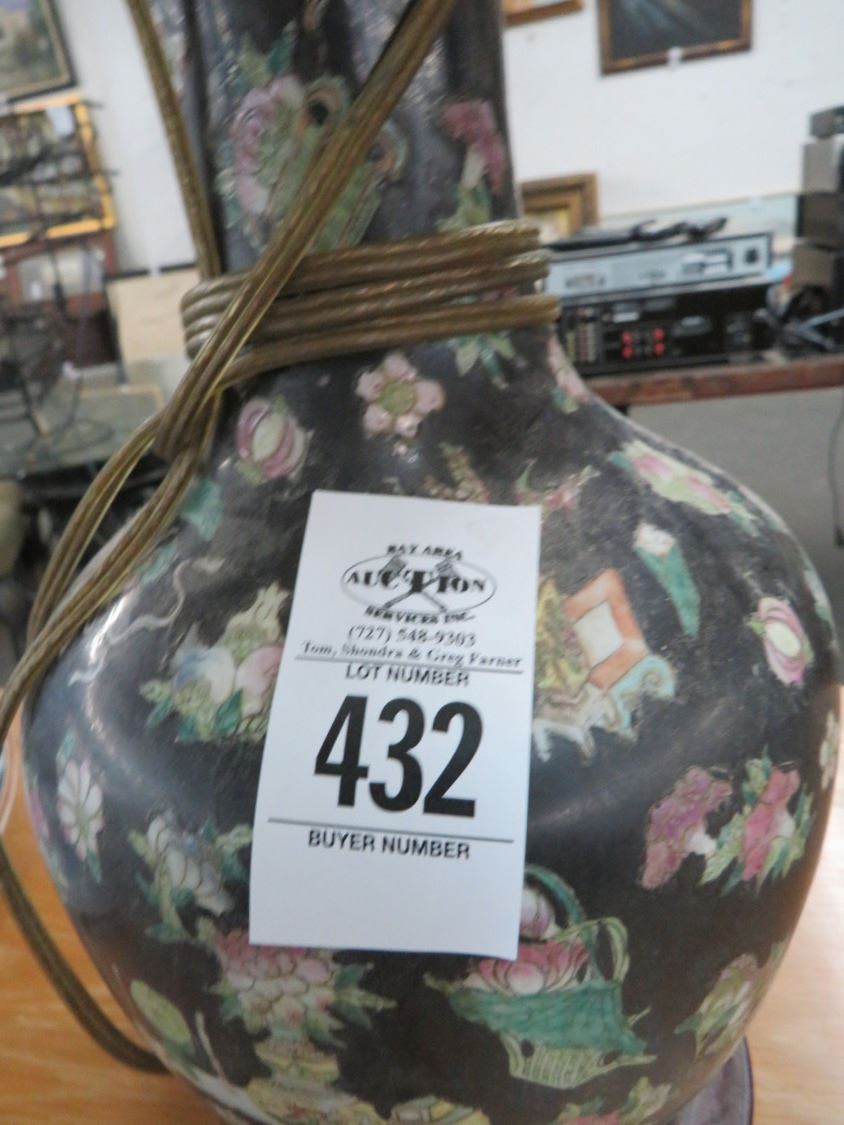 BAY AREA
AUCTION
SERVICES INC.
(727) 548-9303
Tom, Shondra & Greg Farner
LOT NUMBER
432
BUYER NUMBER